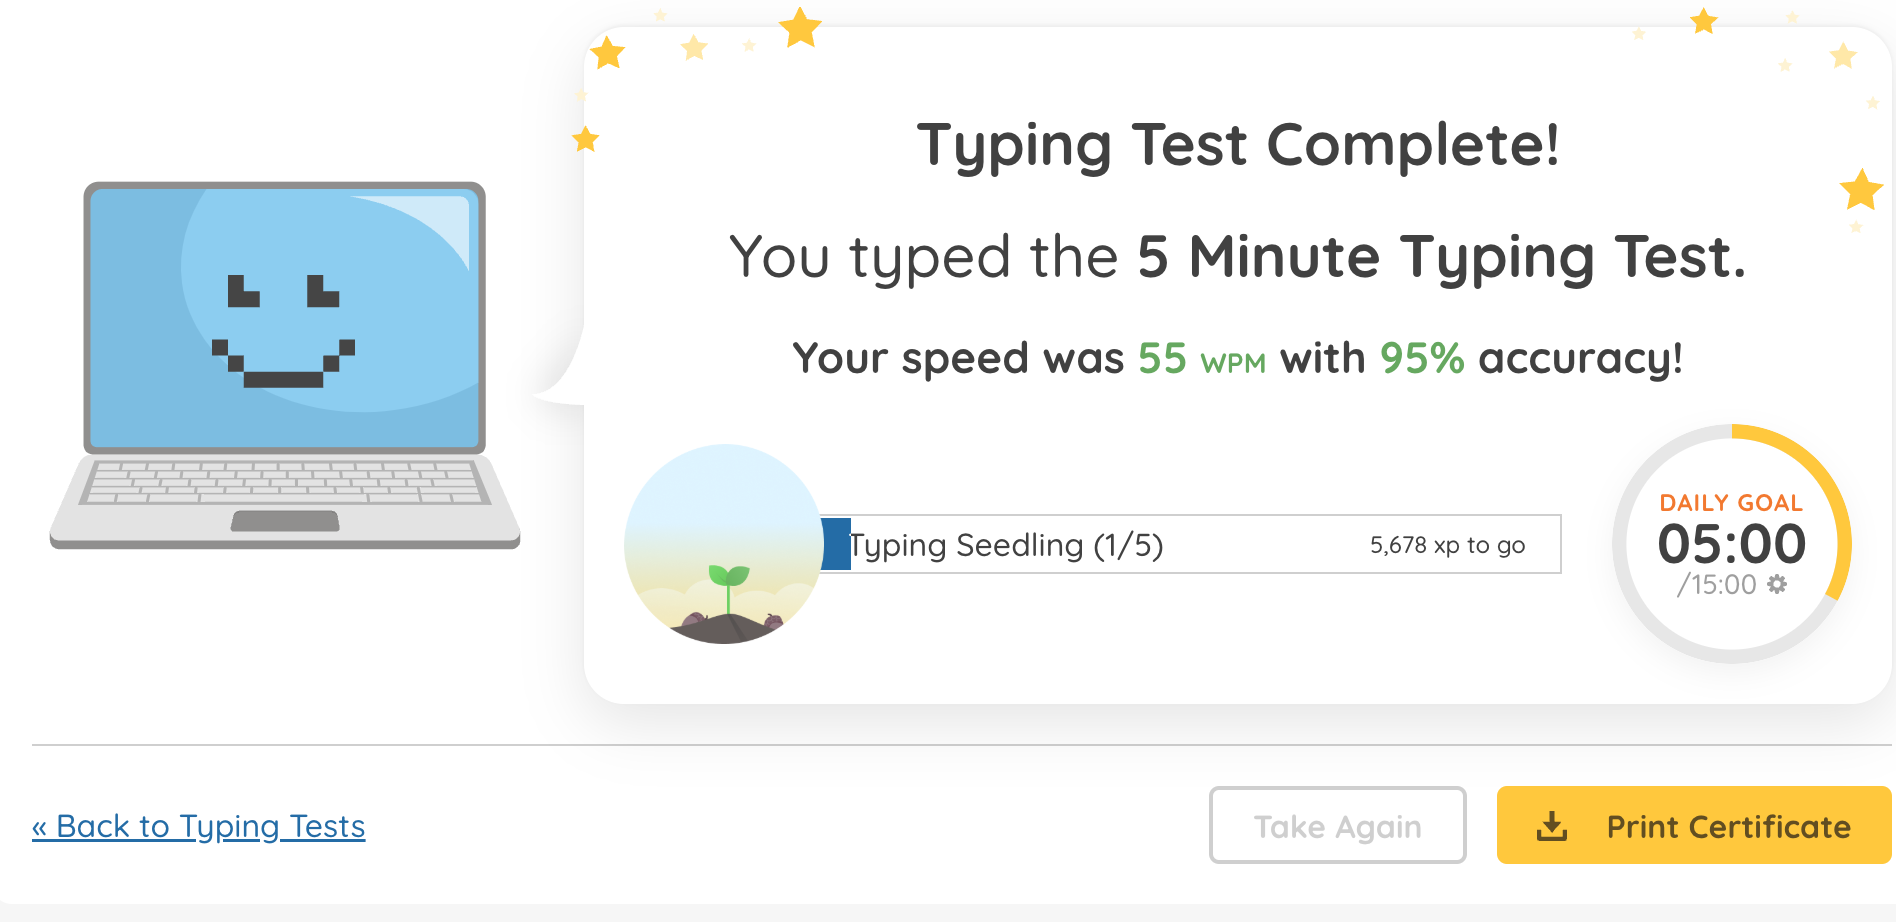 Typing Test Complete!
You typed the 5 Minute Typing Test.
Your speed was 55 WPM with 95% accuracy!
Typing Seedling (1/5)
5,678 xp to go
DAILY GOAL
05:00
/15:00
« Back to Typing Tests
Take Again
Print Certificate